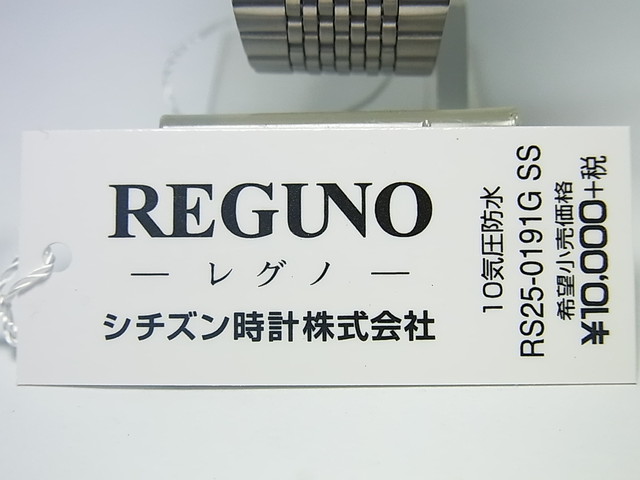 REGUNO
― レグノ ―
シチズン時計株式会社
10気圧防水
RS25-0191G SS
希望小売価格
¥10,000+税